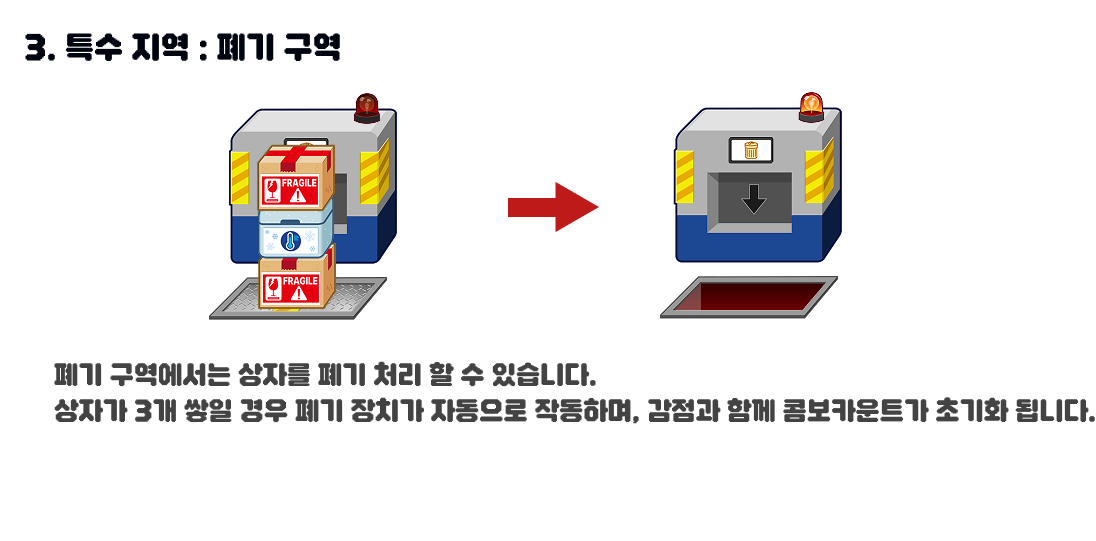 3. 특수 지역 : 폐기 구역
FRAGILE
FRAGILE
폐기 구역에서는 상자를 폐기 처리 할 수 있습니다.
상자가 3개 쌓일 경우 폐기 장치가 자동으로 작동하며, 감점과 함께 콤보카운트가 초기화 됩니다.